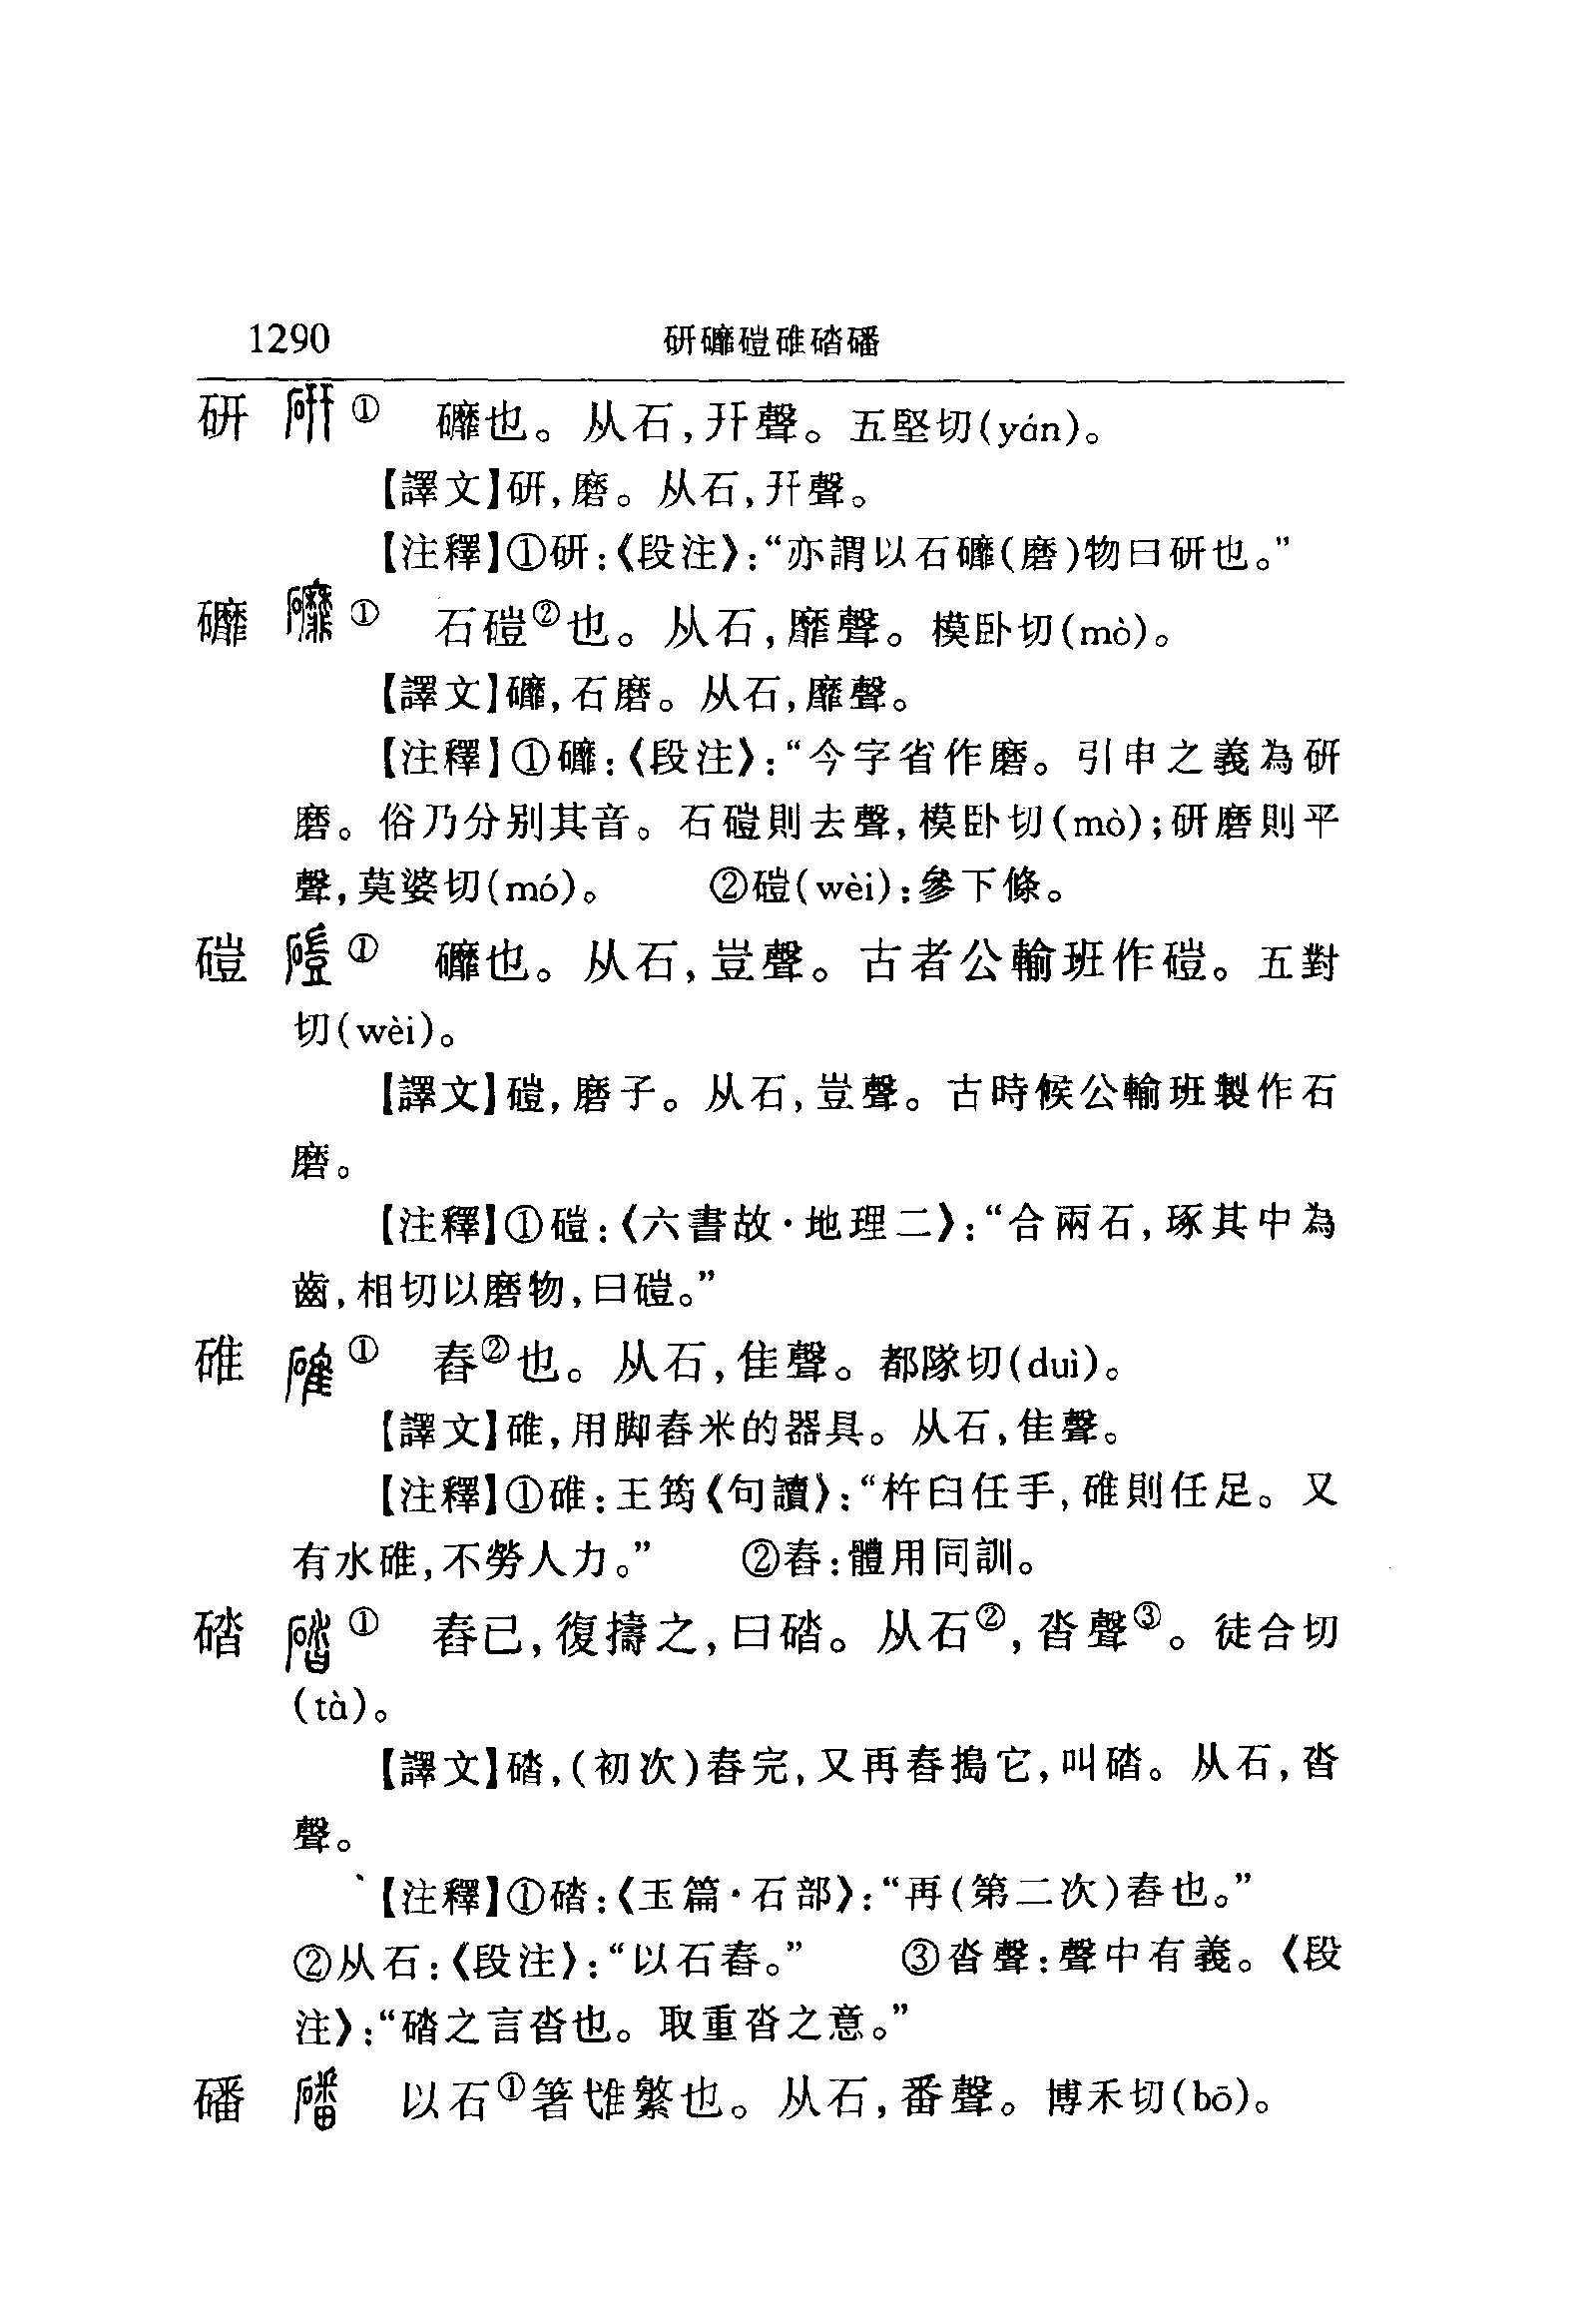 1290 研䃺磑碓䃚磻
研 ① 䃺也。从石,幵聲。五堅切(yán)。
【譯文】研,磨。从石,幵聲。
【注釋】①研:《段注》:“亦謂以石䃺(磨)物曰研也。”
䃺 ① 石磑②也。从石,靡聲。模卧切(mò)。
【譯文】䃺,石磨。从石,靡聲。
【注釋】①䃺:《段注》:“今字省作磨。引申之義為研
磨。俗乃分别其音。石磑則去聲,模卧切(mò);研磨則平
聲,莫婆切(mó)。 ②磑(wèi):參下條。
磑 ① 䃺也。从石,豈聲。古者公輸班作磑。五對
切(wèi)。
【譯文】磑,磨子。从石,豈聲。古時候公輸班製作石
磨。
【注釋】①磑:《六書故·地理二》:“合兩石,琢其中為
齒,相切以磨物,曰磑。”
碓 ① 舂②也。从石,隹聲。都隊切(duì)。
【譯文】碓,用脚舂米的器具。从石,隹聲。
【注釋】①碓:王筠《句讀》:“杵臼任手,碓則任足。又
有水碓,不勞人力。” ②舂:體用同訓。
䃚 ① 舂已,復擣之,曰䃚。从石②,沓聲③。徒合切
(tà)。
【譯文】䃚,(初次)舂完,又再舂搗它,叫䃚。从石,沓
聲。
【注釋】①䃚:《玉篇·石部》:“再(第二次)舂也。”
②从石:《段注》:“以石舂。” ③沓聲:聲中有義。《段
注》:“䃚之言沓也。取重沓之意。”
磻 以石①箸隿繁也。从石,番聲。博禾切(bō)。